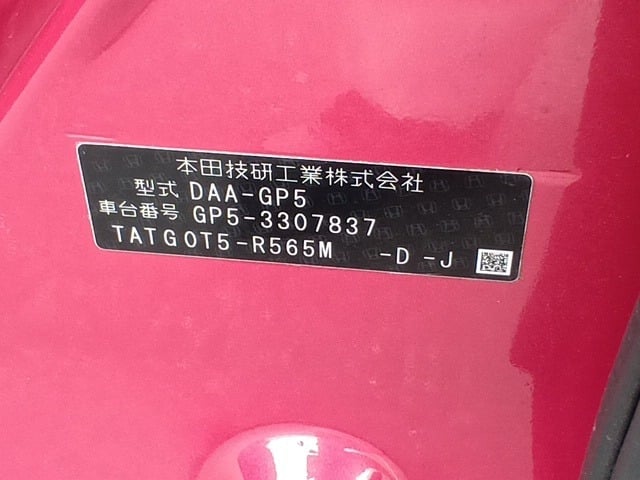 本田技研工業株式会社
型式 DAA-GP5
車台番号 GP5-3307837
TATG0T5-R565M -D -J